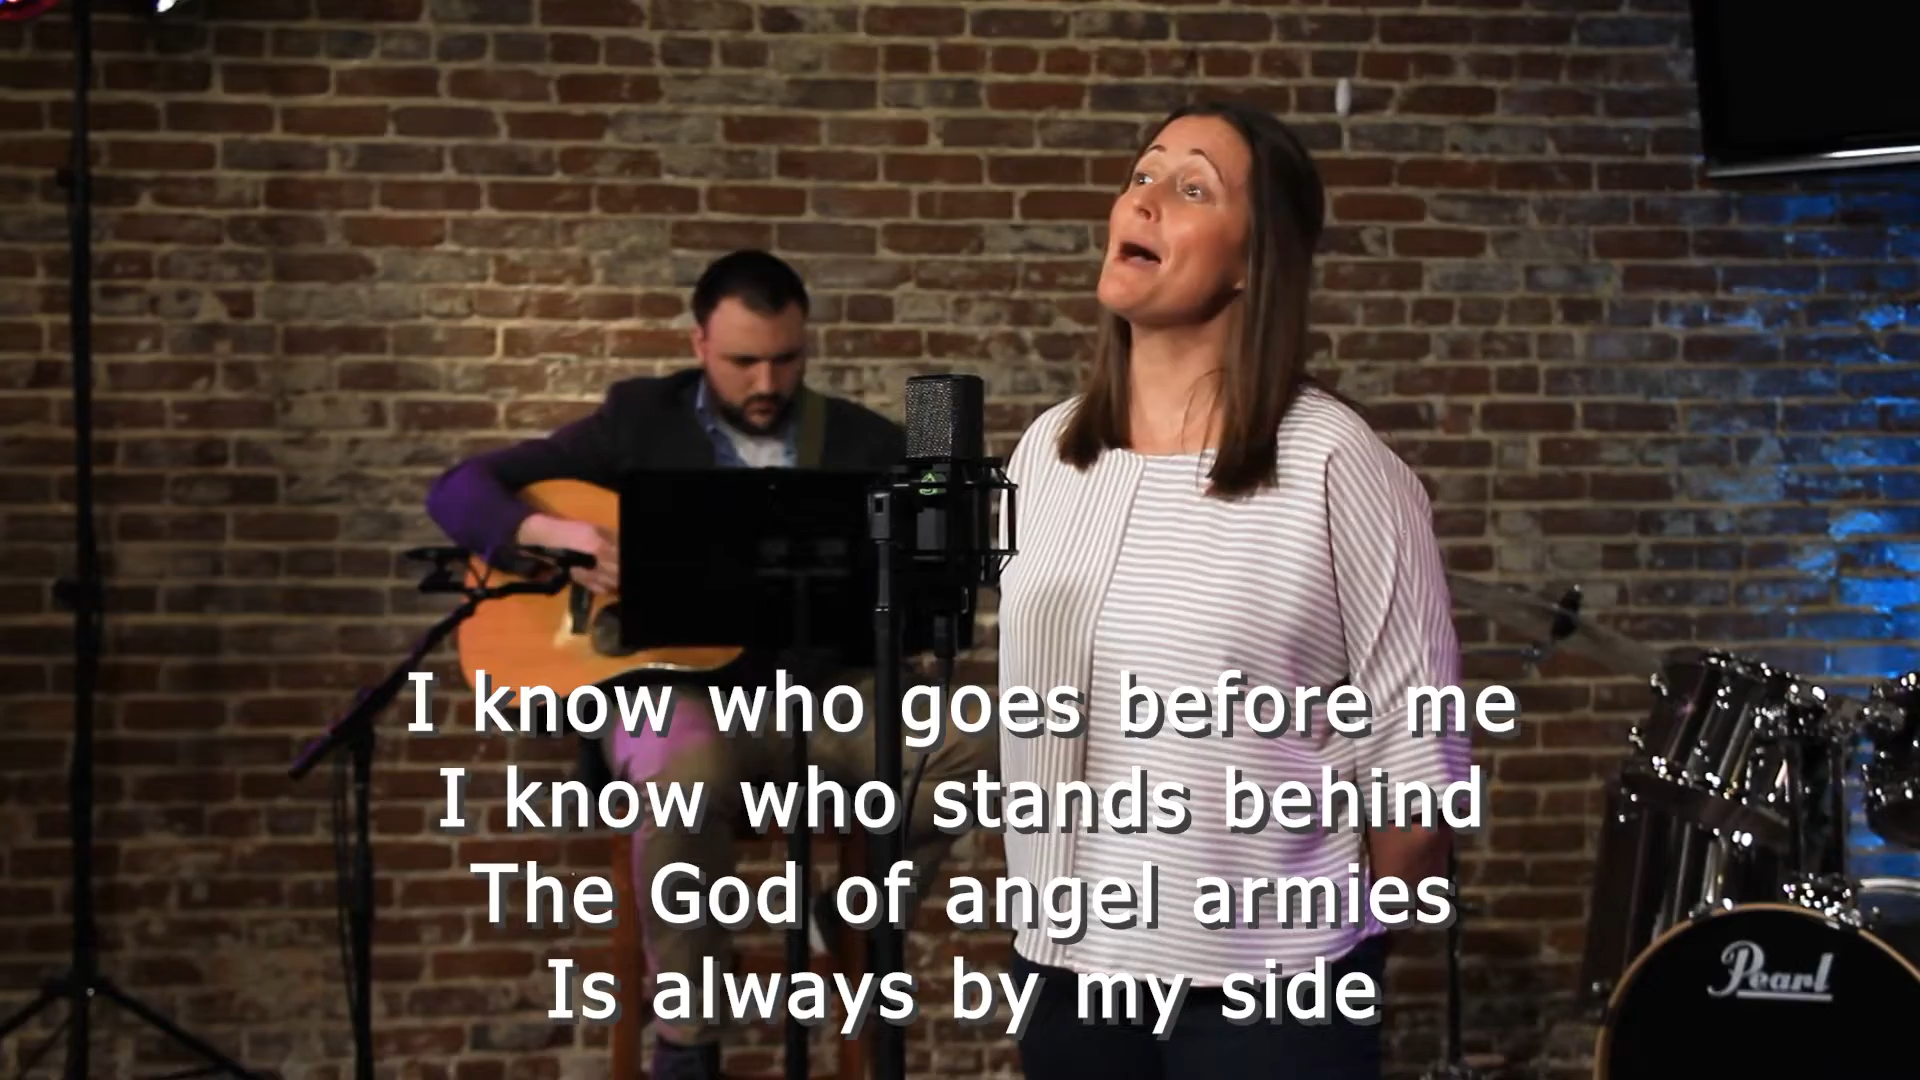 I know who goes before me
I know who stands behind
The God of angel armies
Is always by my side
Pearl